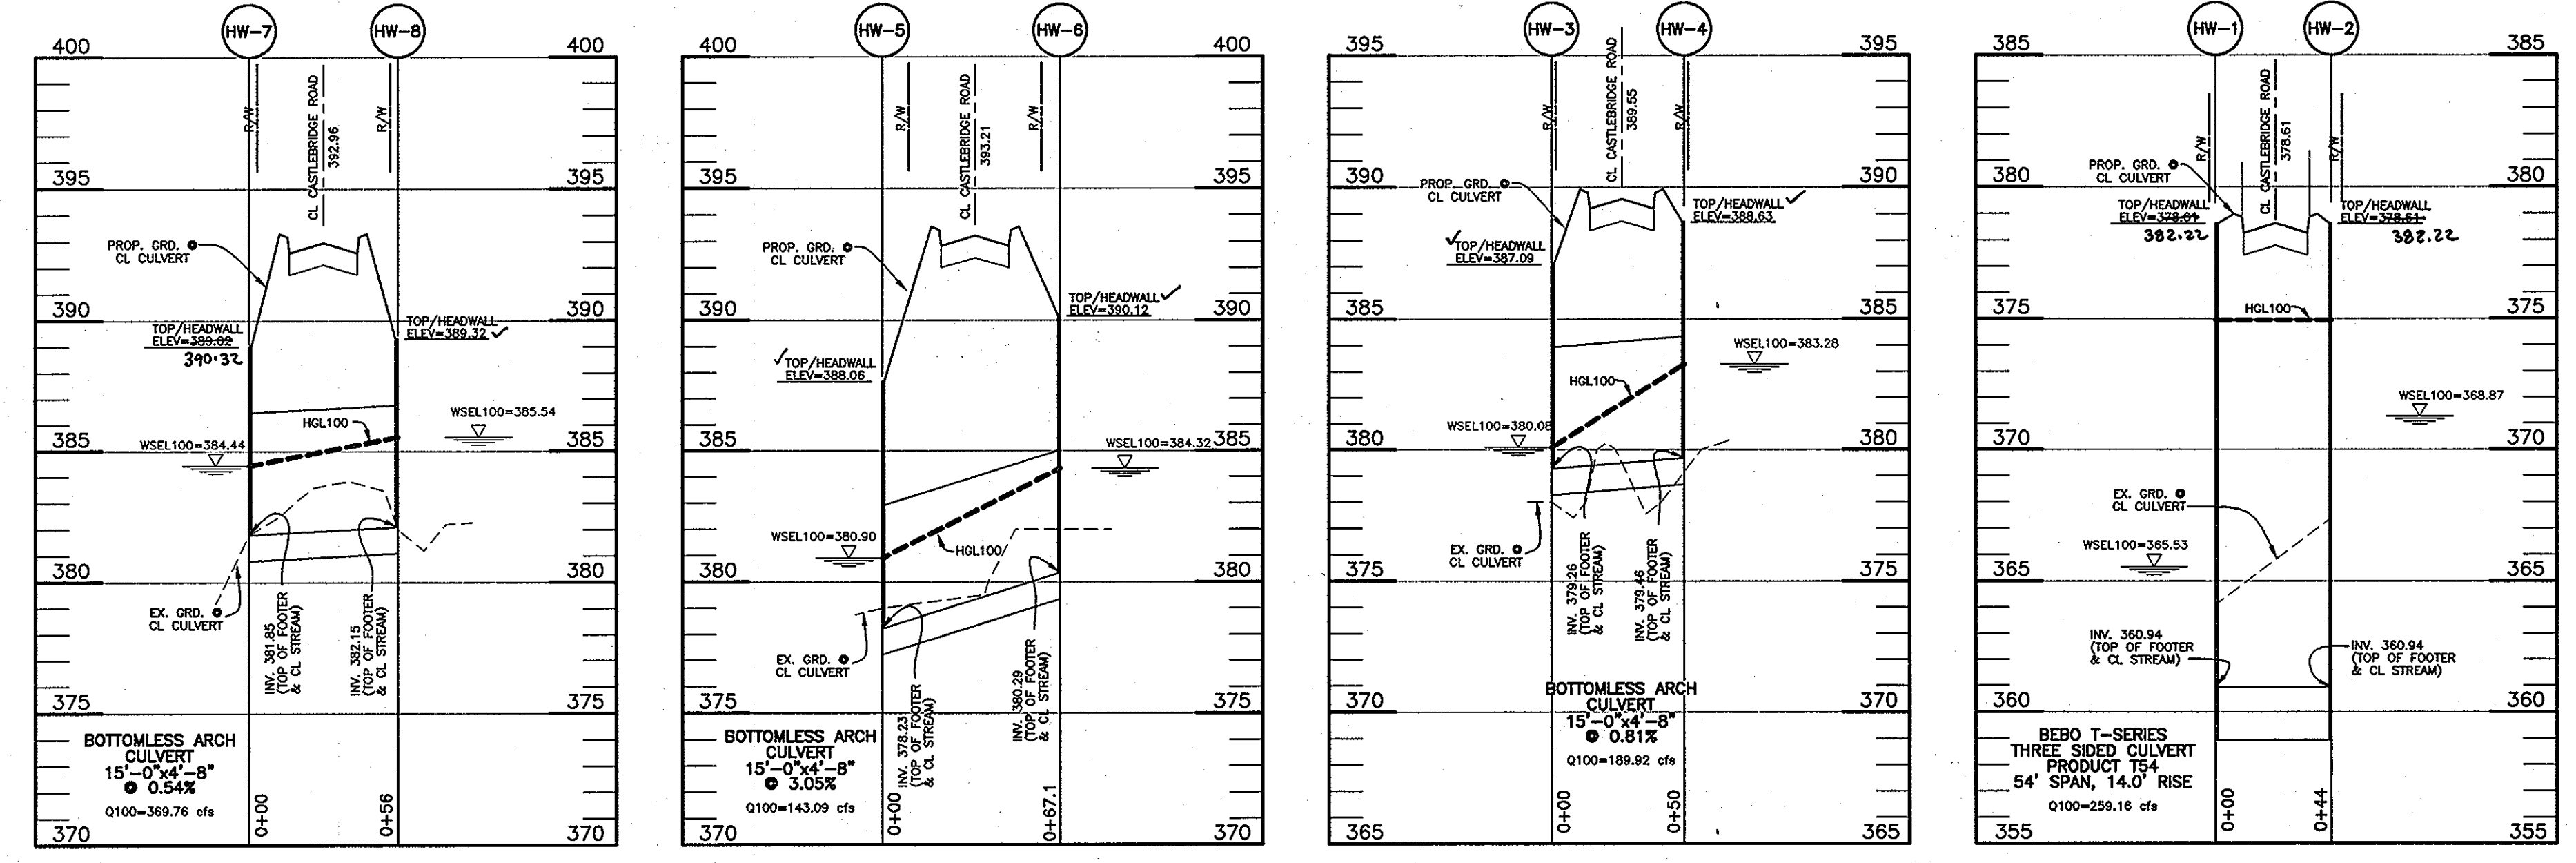 HW-7
HW-8
400
400
R/W
CL CASTLEBRIDGE ROAD
392.96
R/W
395
395
PROP. GRD. @
CL CULVERT
390
390
TOP/HEADWALL
ELEV=389.02
390.32
TOP/HEADWALL
ELEV=389.32 ✓
HGL100
WSEL100=385.54
WSEL100=384.44
385
385
380
380
EX. GRD. @
CL CULVERT
INV. 381.85
(TOP OF FOOTER
& CL STREAM)
INV. 382.15
(TOP OF FOOTER
& CL STREAM)
375
375
BOTTOMLESS ARCH
CULVERT
15'-0"x4'-8"
@ 0.54%
Q100=369.76 cfs
0+00
0+56
370
370
HW-5
HW-6
400
400
R/W
CL CASTLEBRIDGE ROAD
393.21
R/W
395
395
PROP. GRD. @
CL CULVERT
390
390
TOP/HEADWALL ✓
ELEV=390.12
✓TOP/HEADWALL
ELEV=388.06
385
WSEL100=384.32
385
WSEL100=380.90
HGL100
380
380
EX. GRD. @
CL CULVERT
INV. 378.23
(TOP OF FOOTER
& CL STREAM)
INV. 380.29
(TOP OF FOOTER
& CL STREAM)
375
375
BOTTOMLESS ARCH
CULVERT
15'-0"x4'-8"
@ 3.05%
Q100=143.09 cfs
0+00
0+67.1
370
370
HW-3
HW-4
395
395
R/W
CL CASTLEBRIDGE ROAD
389.55
R/W
390
390
PROP. GRD. @
CL CULVERT
TOP/HEADWALL ✓
ELEV=388.63
✓TOP/HEADWALL
ELEV=387.09
385
385
WSEL100=383.28
HGL100
WSEL100=380.08
380
380
EX. GRD. @
CL CULVERT
INV. 379.26
(TOP OF FOOTER
& CL STREAM)
INV. 379.46
(TOP OF FOOTER
& CL STREAM)
375
375
BOTTOMLESS ARCH
CULVERT
15'-0"x4'-8"
@ 0.81%
Q100=189.92 cfs
370
370
0+00
0+50
365
365
HW-1
HW-2
385
385
R/W
CL CASTLEBRIDGE ROAD
378.61
R/W
380
380
PROP. GRD. @
CL CULVERT
TOP/HEADWALL
ELEV=378.61
382.22
TOP/HEADWALL
ELEV=378.61
382.22
375
375
HGL100
WSEL100=368.87
370
370
EX. GRD. @
CL CULVERT
WSEL100=365.53
365
365
INV. 360.94
(TOP OF FOOTER
& CL STREAM)
INV. 360.94
(TOP OF FOOTER
& CL STREAM)
360
360
BEBO T-SERIES
THREE SIDED CULVERT
PRODUCT T54
54' SPAN, 14.0' RISE
Q100=259.16 cfs
0+00
0+44
355
355